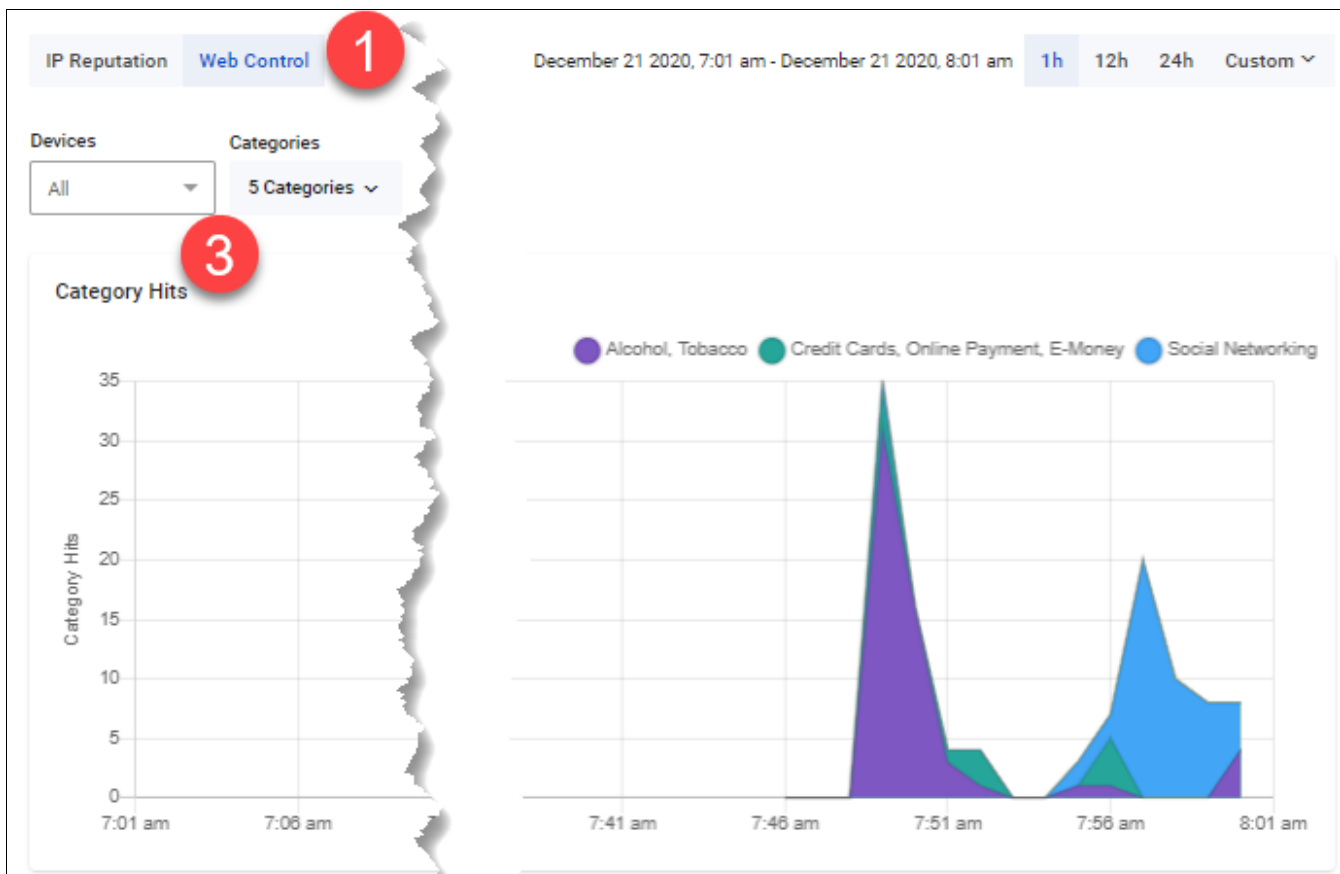 IP Reputation Web Control 1 December 21 2020, 7:01 am - December 21 2020, 8:01 am 1h 12h 24h Custom
Devices Categories
All 5 Categories
3
Category Hits
Alcohol, Tobacco Credit Cards, Online Payment, E-Money Social Networking
35
30
25
20
15
10
5
0
Category Hits
7:01 am 7:06 am 7:41 am 7:46 am 7:51 am 7:56 am 8:01 am